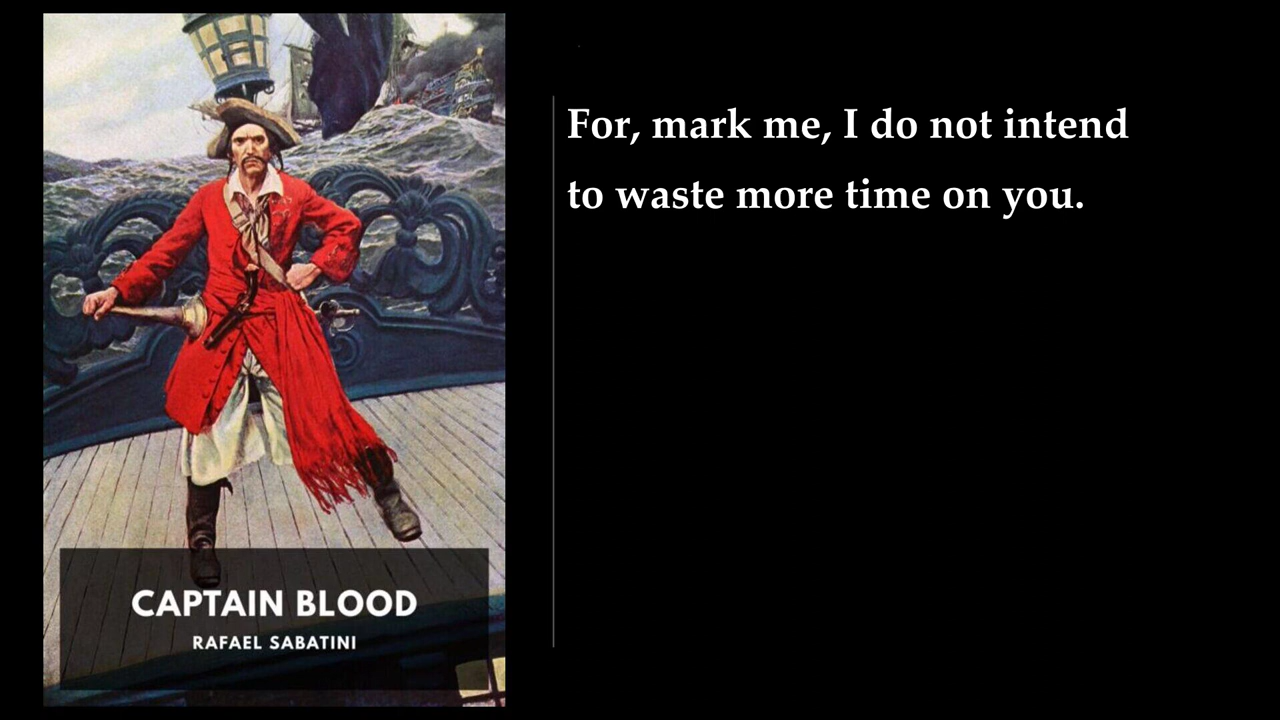 For, mark me, I do not intend
to waste more time on you.
CAPTAIN BLOOD
RAFAEL SABATINI